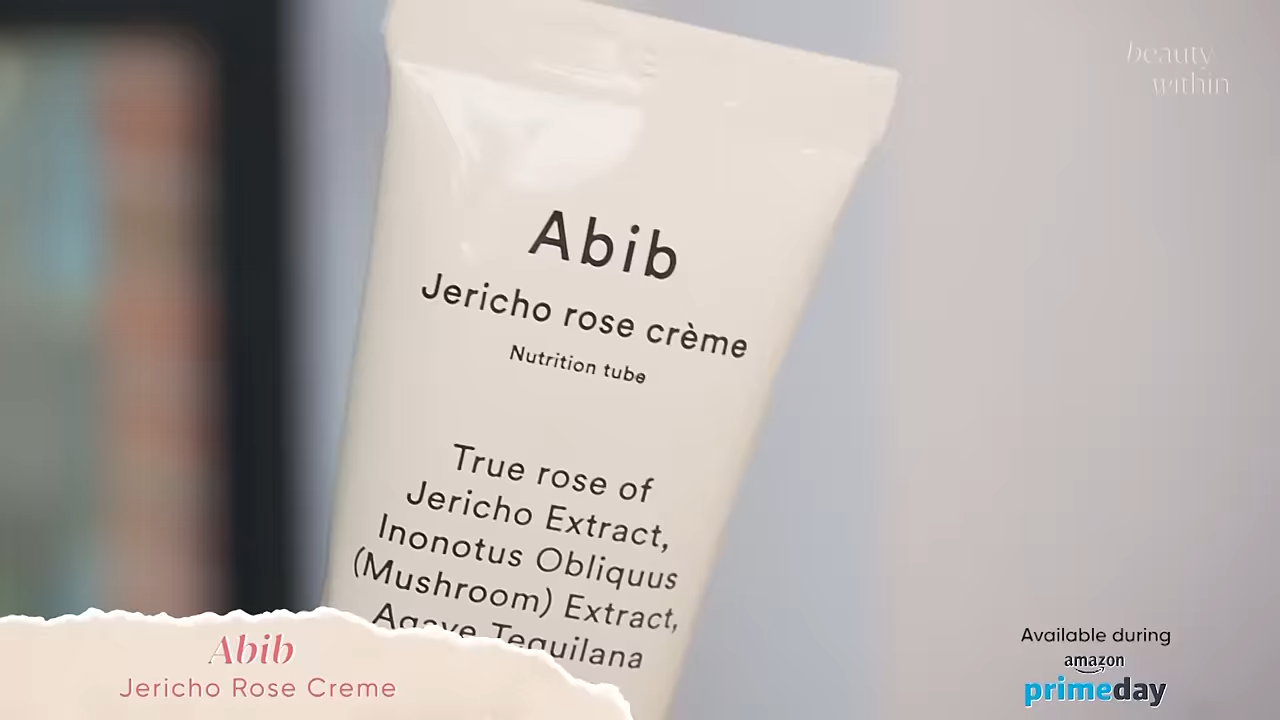 beauty
within
Abib
Jericho rose crème
Nutrition tube
True rose of
Jericho Extract,
Inonotus Obliquus
(Mushroom) Extract,
Agave Tequilana
Abib
Jericho Rose Creme
Available during
amazon
primeday